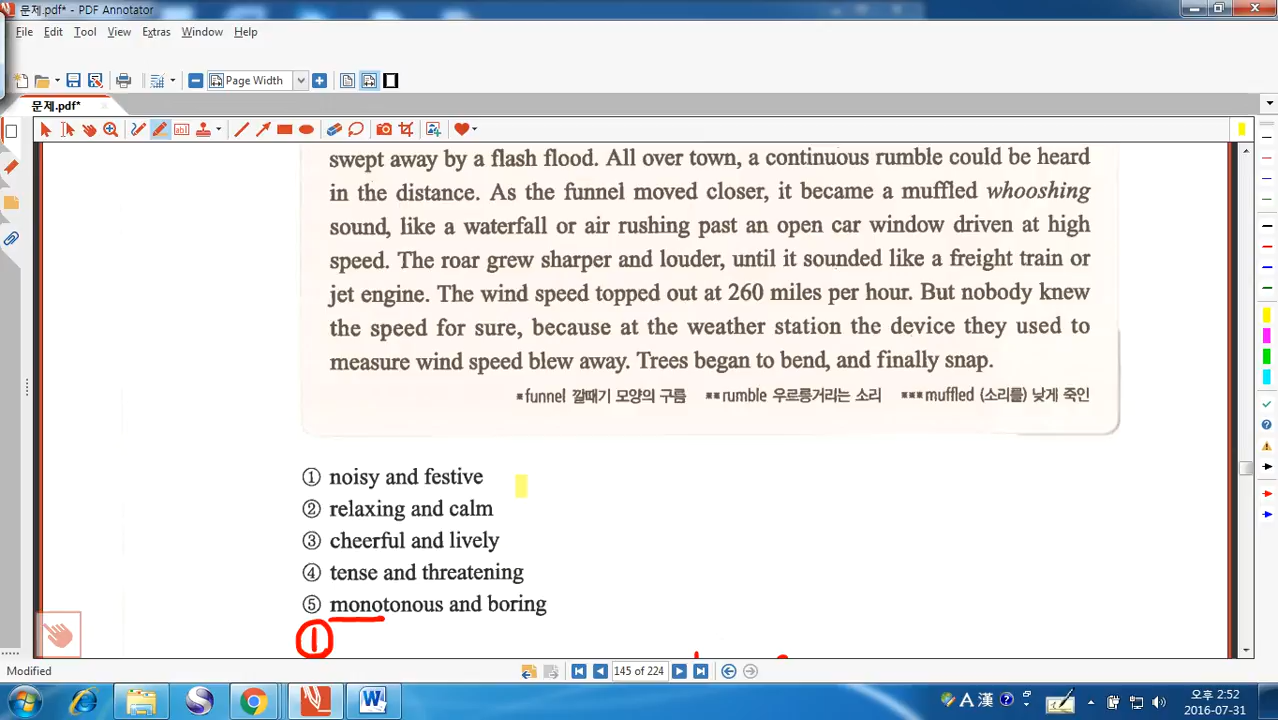 문제.pdf* - PDF Annotator
File Edit Tool View Extras Window Help
Page Width
문제.pdf*
swept away by a flash flood. All over town, a continuous rumble could be heard
in the distance. As the funnel moved closer, it became a muffled whooshing
sound, like a waterfall or air rushing past an open car window driven at high
speed. The roar grew sharper and louder, until it sounded like a freight train or
jet engine. The wind speed topped out at 260 miles per hour. But nobody knew
the speed for sure, because at the weather station the device they used to
measure wind speed blew away. Trees began to bend, and finally snap.
*funnel 깔때기 모양의 구름 **rumble 우르릉거리는 소리 ***muffled (소리를) 낮게 죽인
① noisy and festive
② relaxing and calm
③ cheerful and lively
④ tense and threatening
⑤ monotonous and boring
①
Modified
145 of 224
A 漢
오후 2:52
2016-07-31